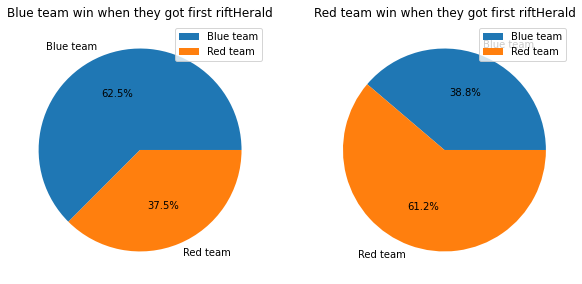 Blue team win when they got first riftHerald
Blue team
Red team
Blue team
62.5%
37.5%
Red team
Red team win when they got first riftHerald
Blue team
Red team
Blue team
38.8%
61.2%
Red team